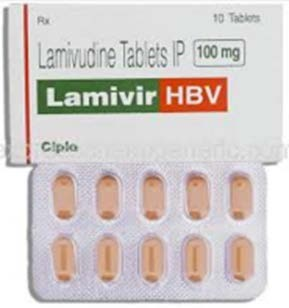 Rx 10 Tablets
Lamivudine Tablets IP 100 mg
Lamivir HBV
Cipla